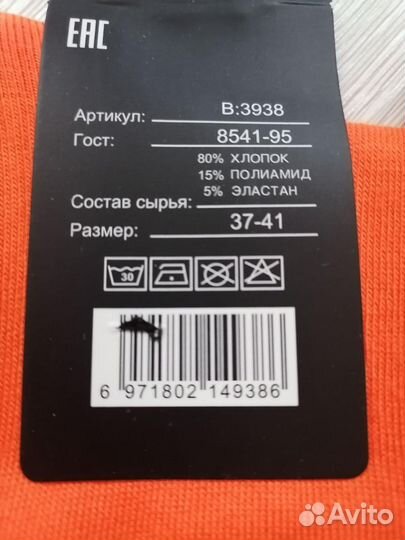 EAC
Артикул: B:3938
Гост: 8541-95
80% ХЛОПОК
15% ПОЛИАМИД
5% ЭЛАСТАН
Состав сырья:
Размер: 37-41
30
6 971802 149386
Avito